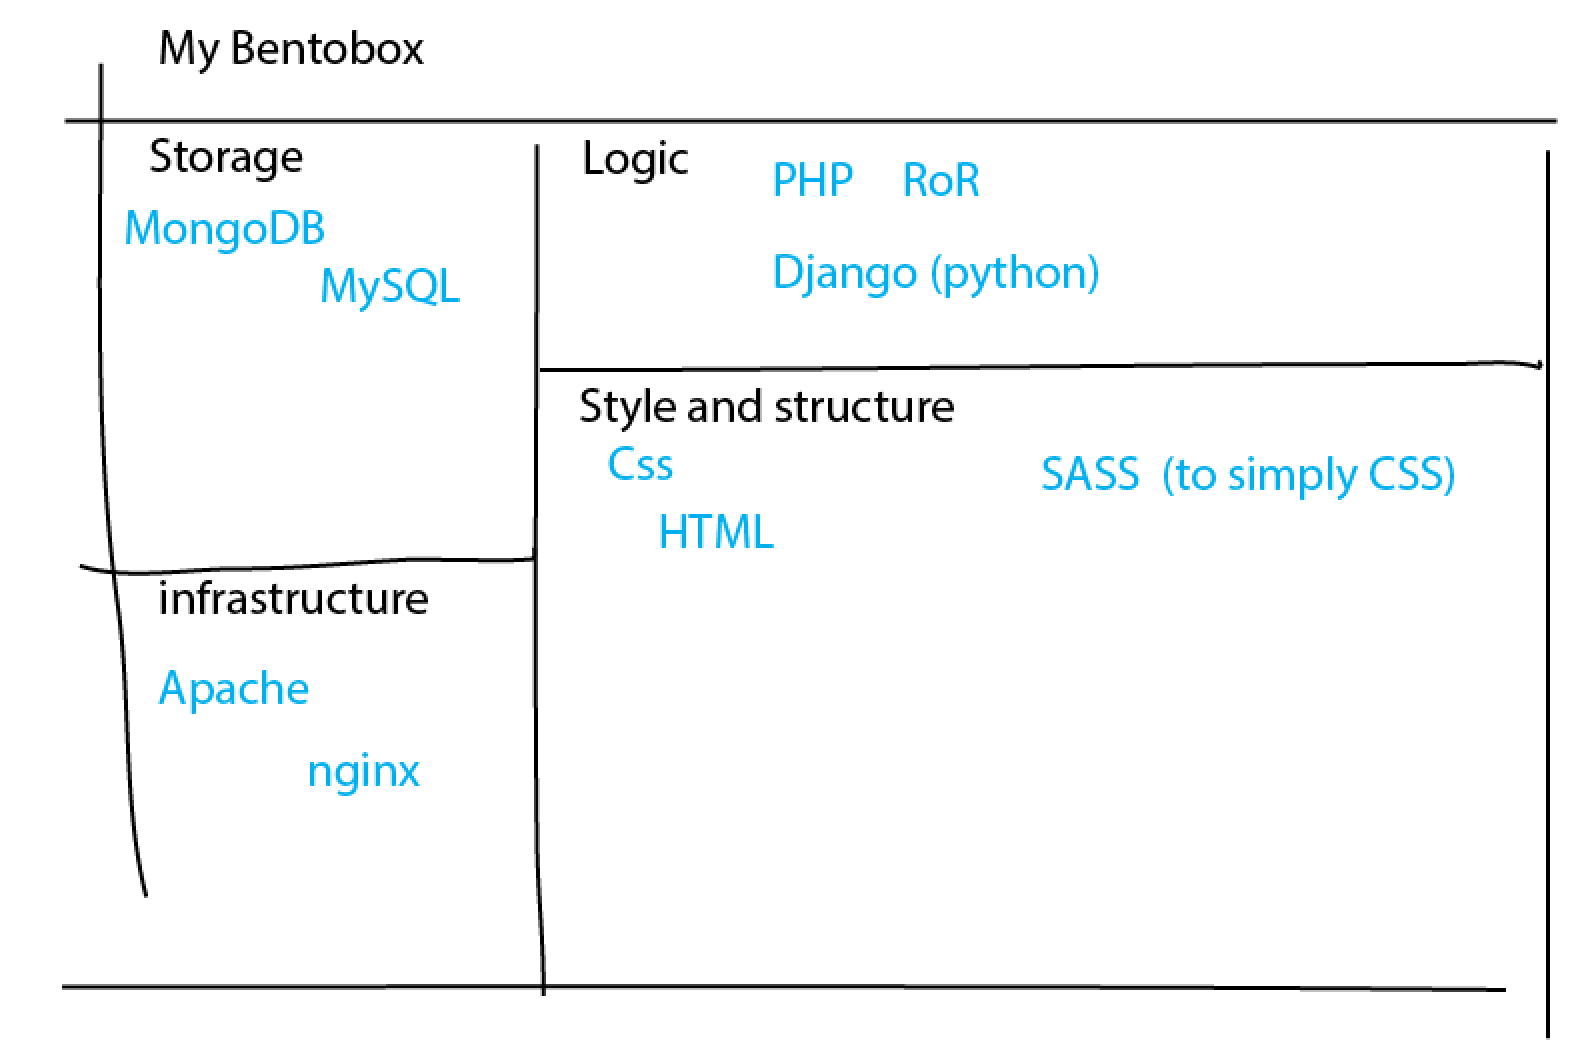 My Bentobox
Storage
MongoDB
MySQL
Logic
PHP RoR
Django (python)
Style and structure
Css
SASS (to simply CSS)
HTML
infrastructure
Apache
nginx